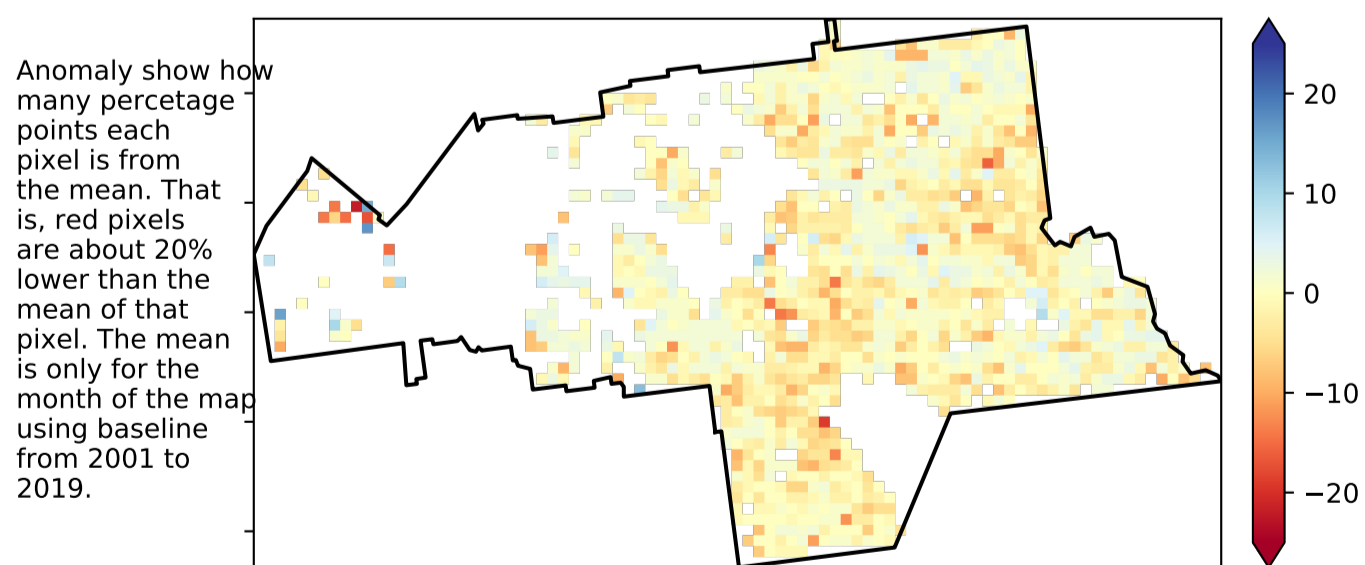 Anomaly show how
many percetage
points each
pixel is from
the mean. That
is, red pixels
are about 20%
lower than the
mean of that
pixel. The mean
is only for the
month of the map
using baseline
from 2001 to
2019.
20
10
0
−10
−20